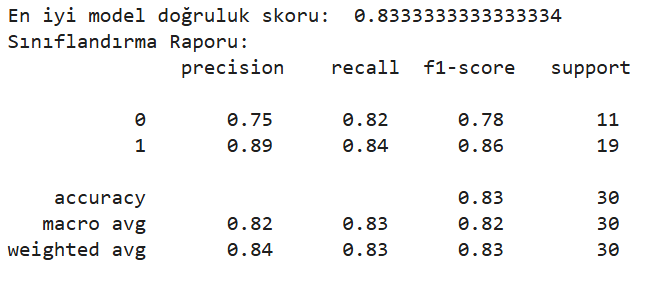 En iyi model doğruluk skoru:  0.8333333333333334
Sınıflandırma Raporu:
              precision    recall  f1-score   support

           0       0.75      0.82      0.78        11
           1       0.89      0.84      0.86        19

    accuracy                           0.83        30
   macro avg       0.82      0.83      0.82        30
weighted avg       0.84      0.83      0.83        30